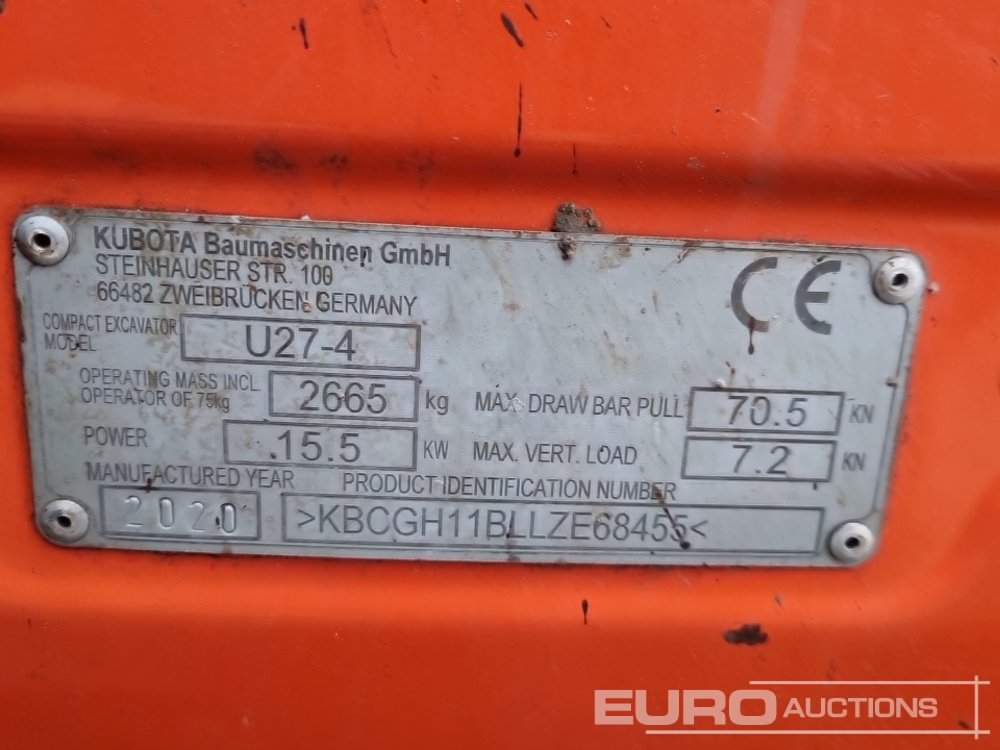 KUBOTA Baumaschinen GmbH
STEINHAUSER STR. 100
66482 ZWEIBRÜCKEN GERMANY
CE
COMPACT EXCAVATOR
MODEL
U27-4
OPERATING MASS INCL.
OPERATOR OF 75kg
2665 kg
MAX. DRAW BAR PULL 70.5 KN
POWER 15.5 KW
MAX. VERT. LOAD 7.2 KN
MANUFACTURED YEAR
PRODUCT IDENTIFICATION NUMBER
2020
>KBCGH11BLLZE68455<
EURO AUCTIONS